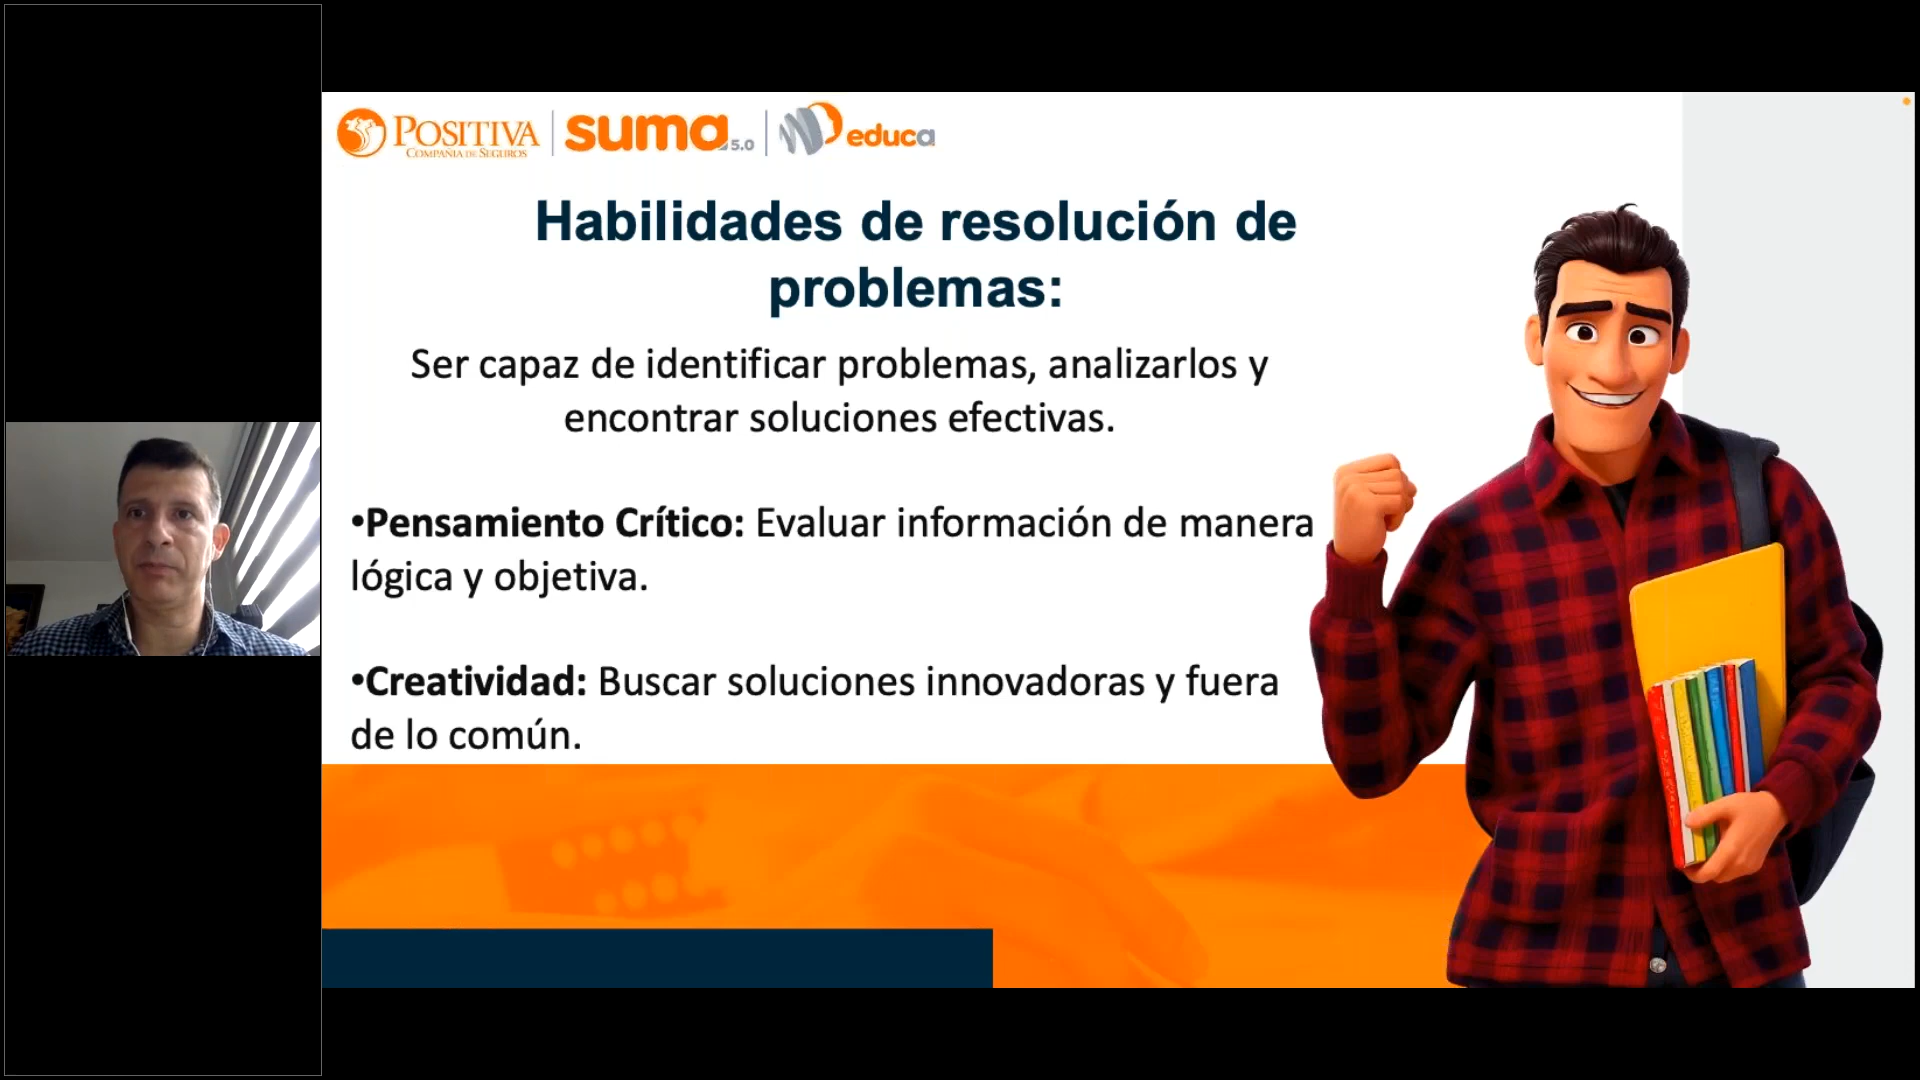 POSITIVA
COMPAÑÍA DE SEGUROS
suma 5.0
educa
Habilidades de resolución de
problemas:
Ser capaz de identificar problemas, analizarlos y
encontrar soluciones efectivas.
•Pensamiento Crítico: Evaluar información de manera
lógica y objetiva.
•Creatividad: Buscar soluciones innovadoras y fuera
de lo común.